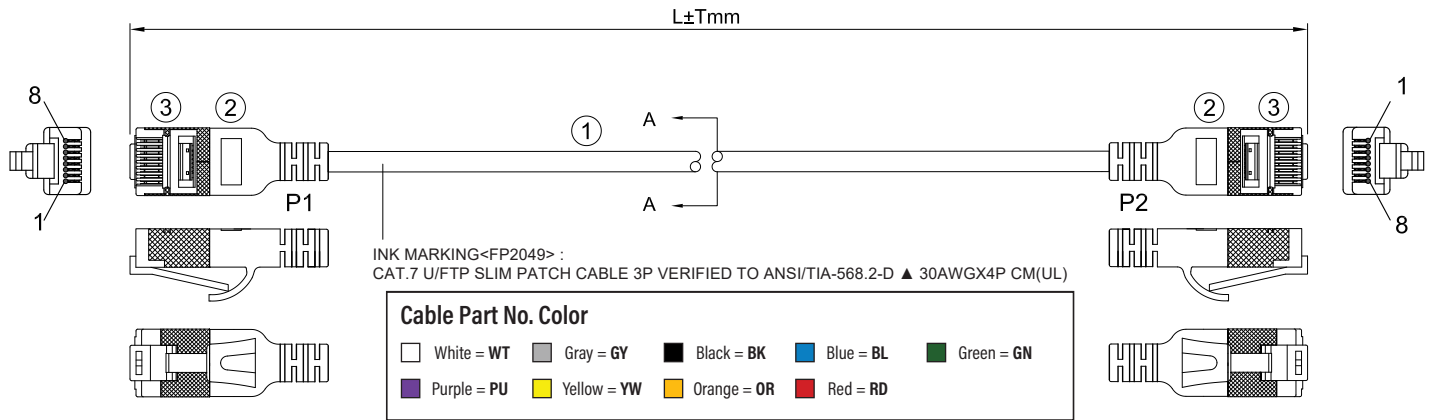 L±Tmm
8
3
2
1
A
2
3
1
1
P1
A
P2
8
INK MARKING<FP2049> :
CAT.7 U/FTP SLIM PATCH CABLE 3P VERIFIED TO ANSI/TIA-568.2-D ▲ 30AWGX4P CM(UL)
Cable Part No. Color
White = WT Gray = GY Black = BK Blue = BL Green = GN
Purple = PU Yellow = YW Orange = OR Red = RD